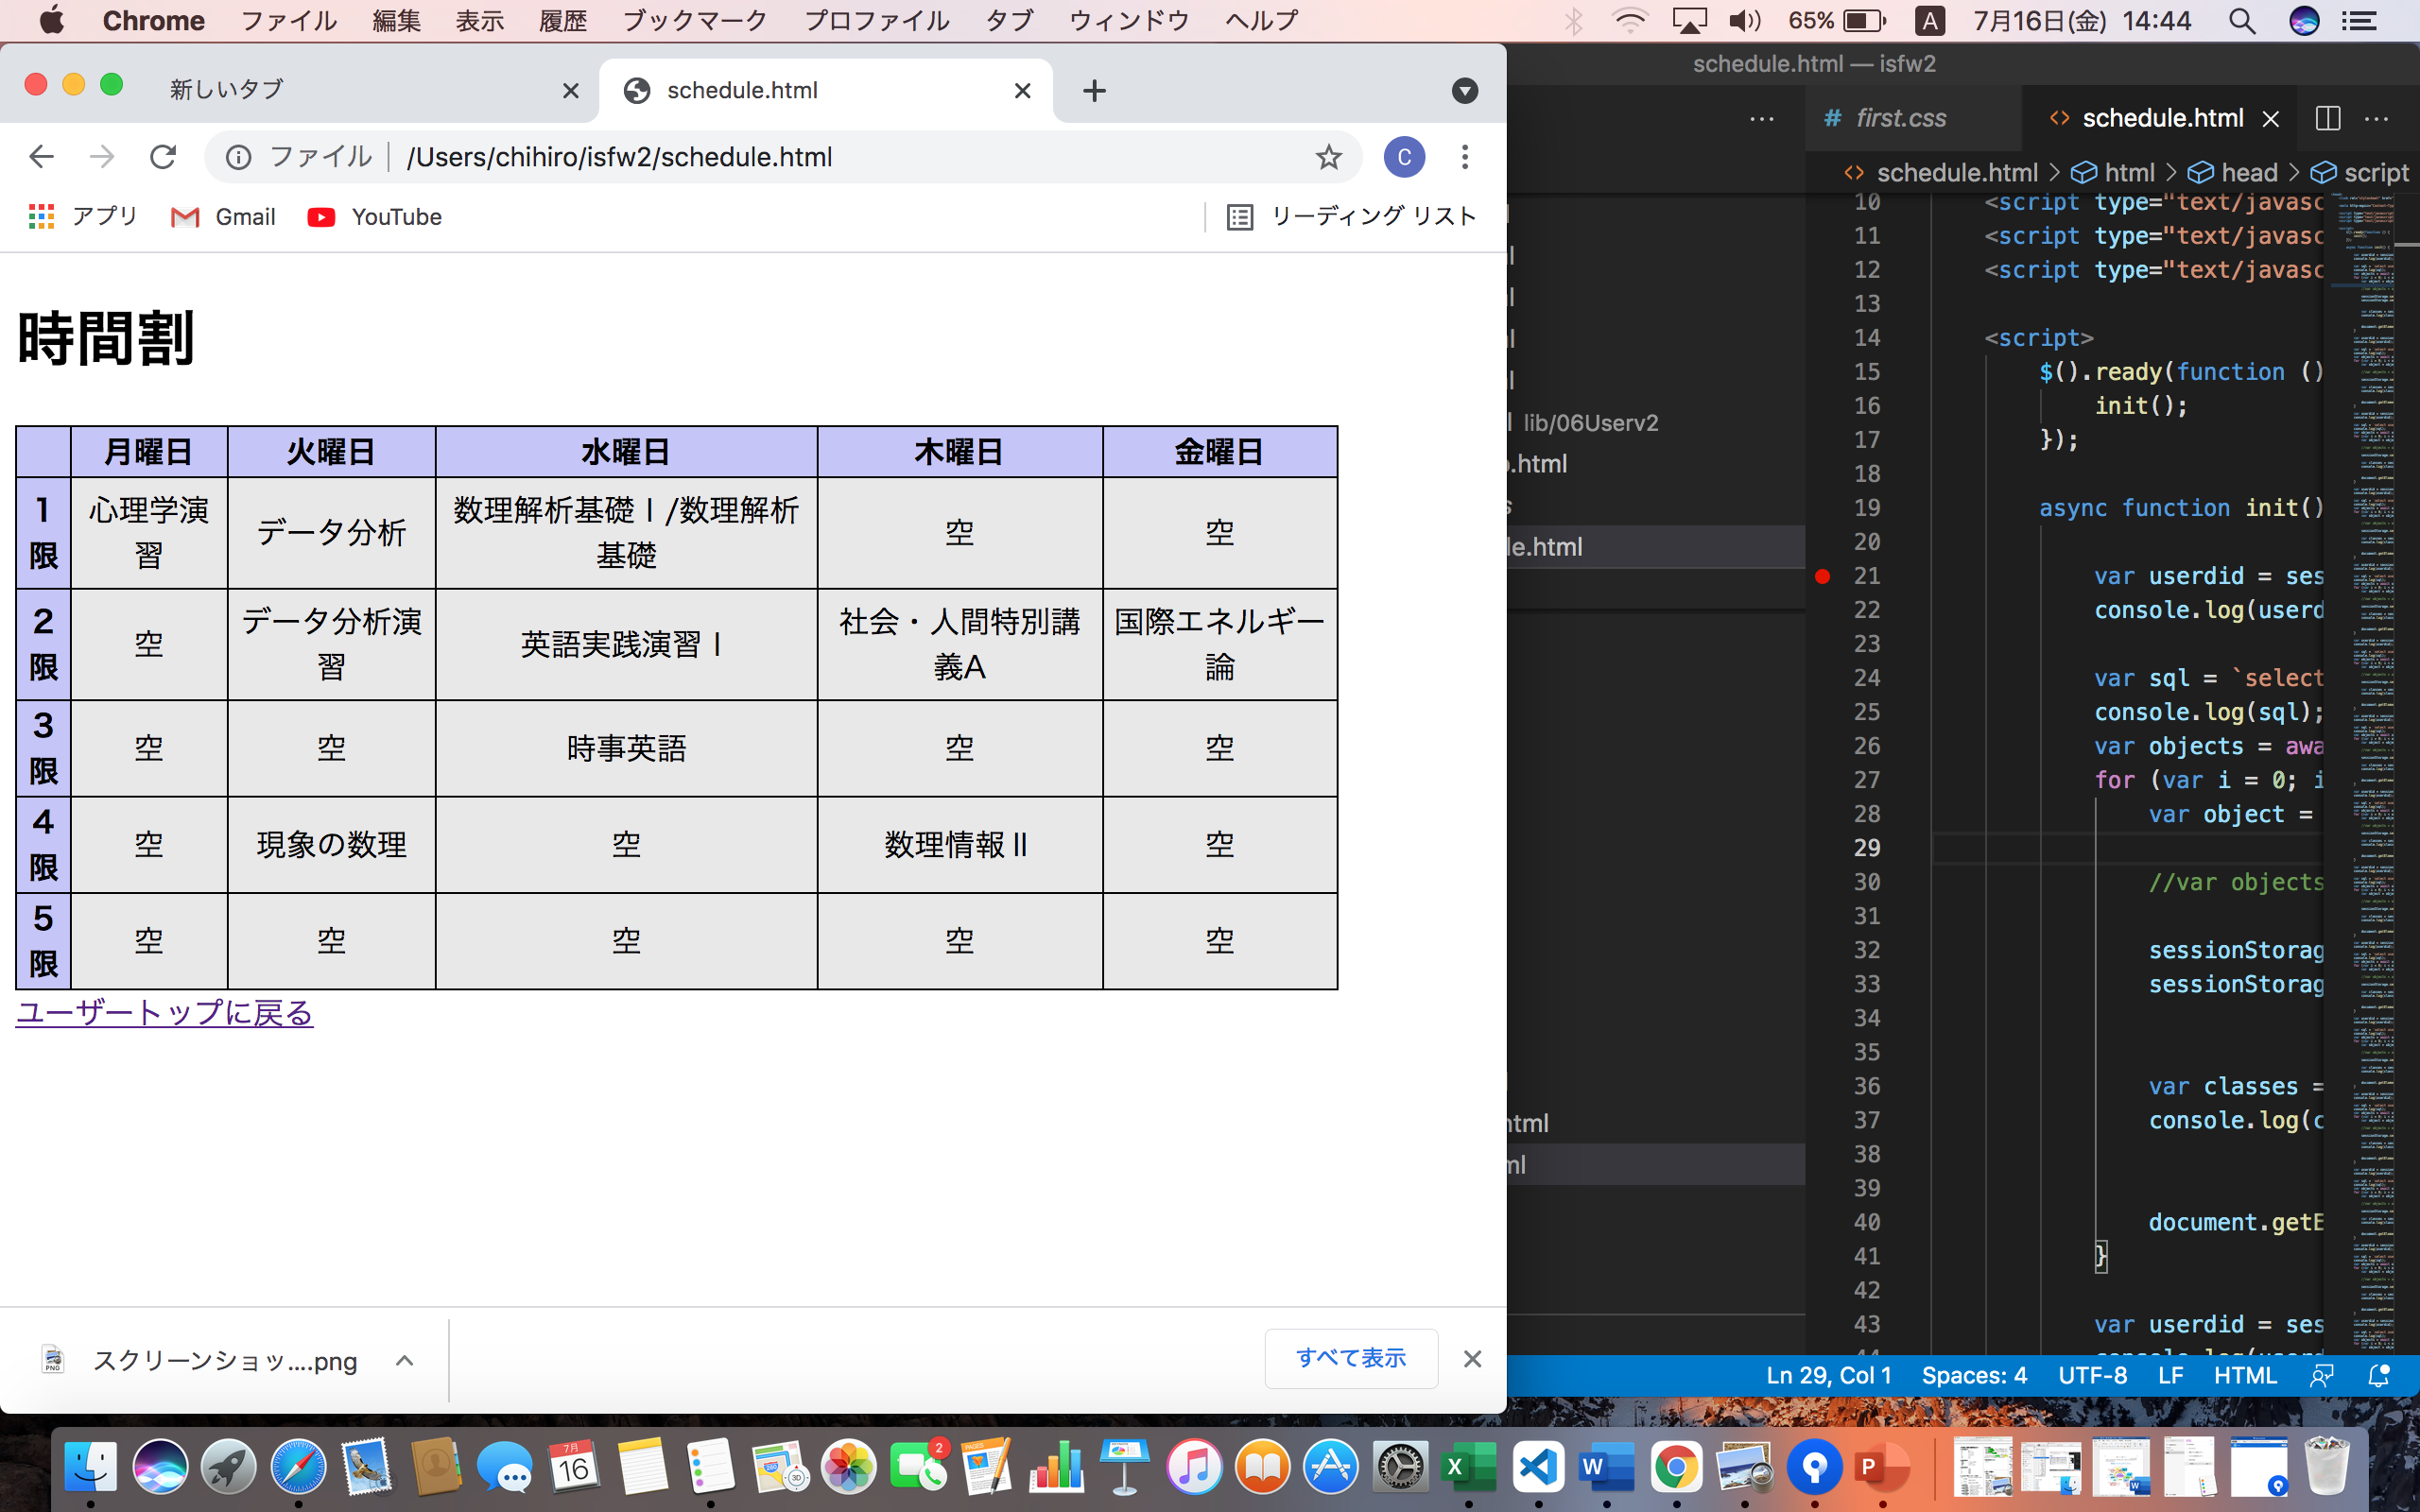 Chrome ファイル 編集 表示 履歴 ブックマーク プロファイル タブ ウィンドウ ヘルプ 65% A 7月16日(金) 14:44
新しいタブ schedule.html
ファイル /Users/chihiro/isfw2/schedule.html C
アプリ Gmail YouTube リーディング リスト
時間割
月曜日 火曜日 水曜日 木曜日 金曜日
1限 心理学演習 データ分析 数理解析基礎Ⅰ/数理解析基礎 空 空
2限 空 データ分析演習 英語実践演習Ⅰ 社会・人間特別講義A 国際エネルギー論
3限 空 空 時事英語 空 空
4限 空 現象の数理 空 数理情報Ⅱ 空
5限 空 空 空 空 空
ユーザートップに戻る
スクリーンショッ....png すべて表示
schedule.html — isfw2
# first.css <> schedule.html
<> schedule.html > html > head > script
lib/06Userv2
.html
le.html
html
ml
10 <script type="text/javasc
11 <script type="text/javasc
12 <script type="text/javasc
13
14 <script>
15 $().ready(function ()
16 init();
17 });
18
19 async function init()
20
21 var userdid = ses
22 console.log(userd
23
24 var sql = `select
25 console.log(sql);
26 var objects = awa
27 for (var i = 0; i
28 var object =
29
30 //var objects
31
32 sessionStorag
33 sessionStorag
34
35
36 var classes =
37 console.log(c
38
39
40 document.getE
41 }
42
43 var userdid = ses
Ln 29, Col 1 Spaces: 4 UTF-8 LF HTML
7月
16
2
PAGES
3D
X
W
P